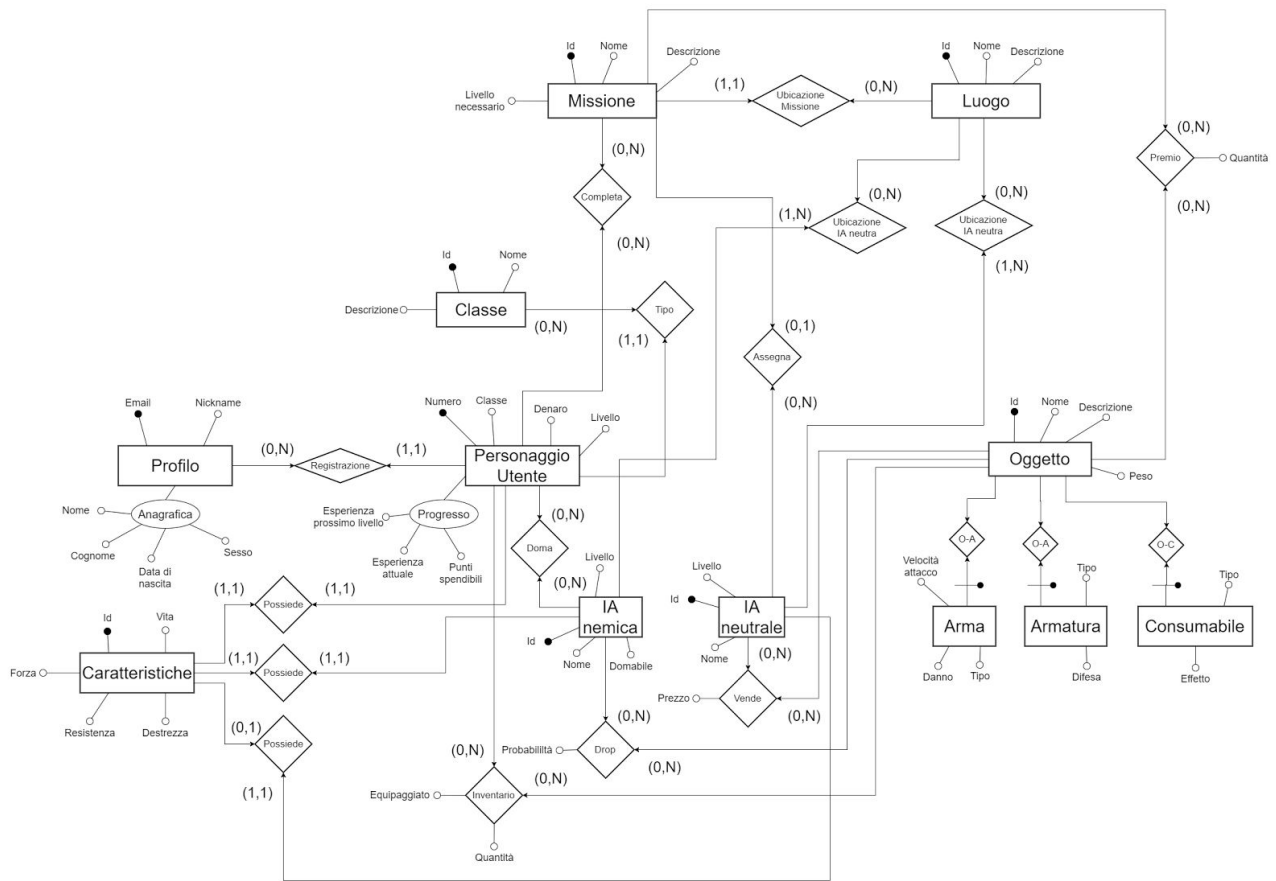 Id
Nome
Descrizione
Livello
necessario
Missione
(1,1)
Ubicazione
Missione
(0,N)
Id
Nome
Descrizione
Luogo
(0,N)
Premio
Quantità
(0,N)
(0,N)
Completa
(0,N)
(0,N)
Ubicazione
IA neutra
(1,N)
(0,N)
Ubicazione
IA neutra
(1,N)
Id
Nome
Descrizione
Classe
(0,N)
Tipo
(1,1)
(0,1)
Assegna
(0,N)
Email
Nickname
Profilo
(0,N)
Registrazione
(1,1)
Anagrafica
Nome
Cognome
Data di
nascita
Sesso
Numero
Classe
Denaro
Livello
Personaggio
Utente
Esperienza
prossimo livello
Progresso
Esperienza
attuale
Punti
spendibili
(0,N)
Doma
(0,N)
Id
Nome
Descrizione
Oggetto
Peso
O-A
O-A
O-C
Velocità
attacco
Tipo
Tipo
Arma
Armatura
Consumabile
Danno
Tipo
Difesa
Effetto
Livello
IA
nemica
Id
Nome
Domabile
Livello
Id
IA
neutrale
Nome
(0,N)
Prezzo
Vende
(0,N)
(1,1)
Possiede
(1,1)
Id
Vita
Forza
Caratteristiche
Resistenza
Destrezza
(1,1)
Possiede
(1,1)
(0,1)
Possiede
(1,1)
(0,N)
Probabililtà
Drop
(0,N)
(0,N)
Equipaggiato
Inventario
(0,N)
Quantità